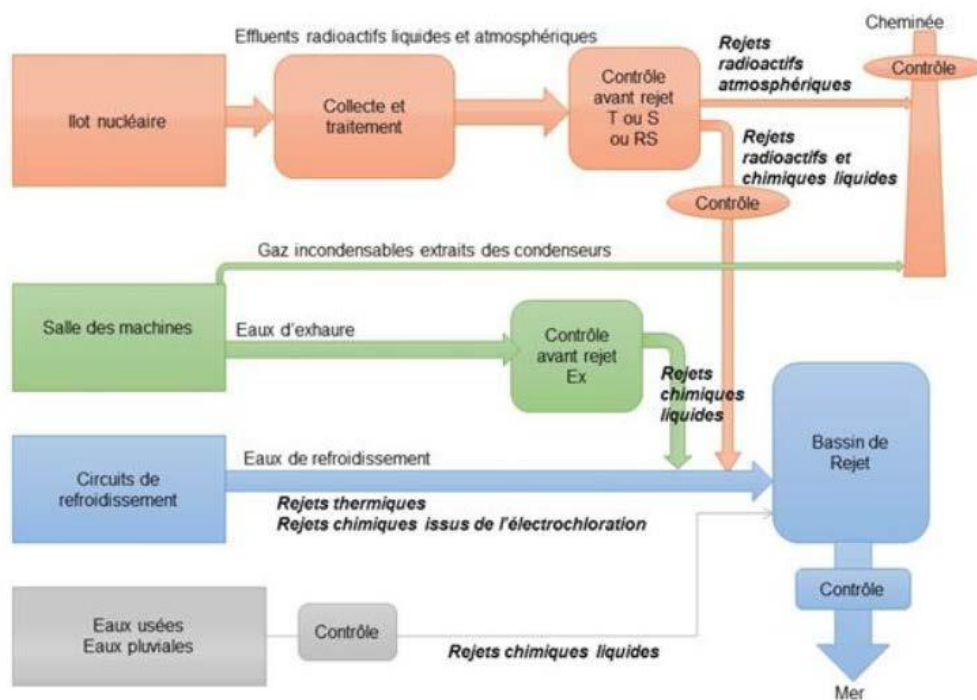 Cheminée
Effluents radioactifs liquides et atmosphériques
Rejets
radioactifs
atmosphériques
Contrôle
Ilot nucléaire
Collecte et
traitement
Contrôle
avant rejet
T ou S
ou RS
Rejets
radioactifs et
chimiques liquides
Contrôle
Gaz incondensables extraits des condenseurs
Salle des machines
Eaux d'exhaure
Contrôle
avant rejet
Ex
Rejets
chimiques
liquides
Circuits de
refroidissement
Eaux de refroidissement
Rejets thermiques
Rejets chimiques issus de l'électrochloration
Bassin de
Rejet
Contrôle
Eaux usées
Eaux pluviales
Contrôle
Rejets chimiques liquides
Mer